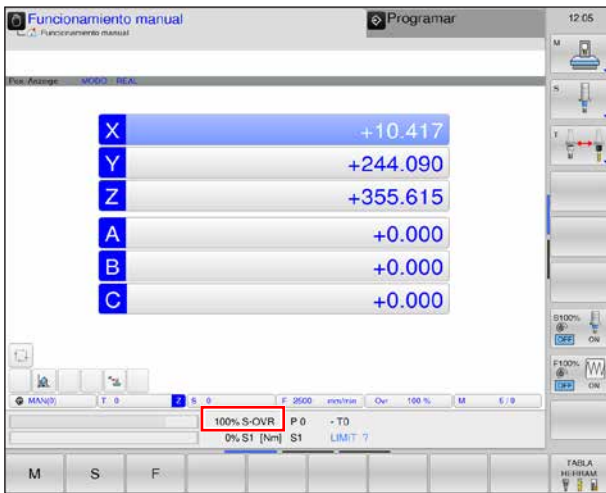 Funcionamiento manual
Programar
12:05
Funcionamiento manual
Pos. Anzeige MODO: REAL
M
X +10.417
S
Y +244.090
T
Z +355.615
A +0.000
B +0.000
C +0.000
S100%
OFF ON
F100% W
OFF ON
MAN(0) T 0 Z S 0 F 2500 mm/min Ovr 100 % M 5/9
100% S-OVR P0 -T0
0% S1 [Nm] S1 LIMIT 7
M S F
TABLA
HERRAM.